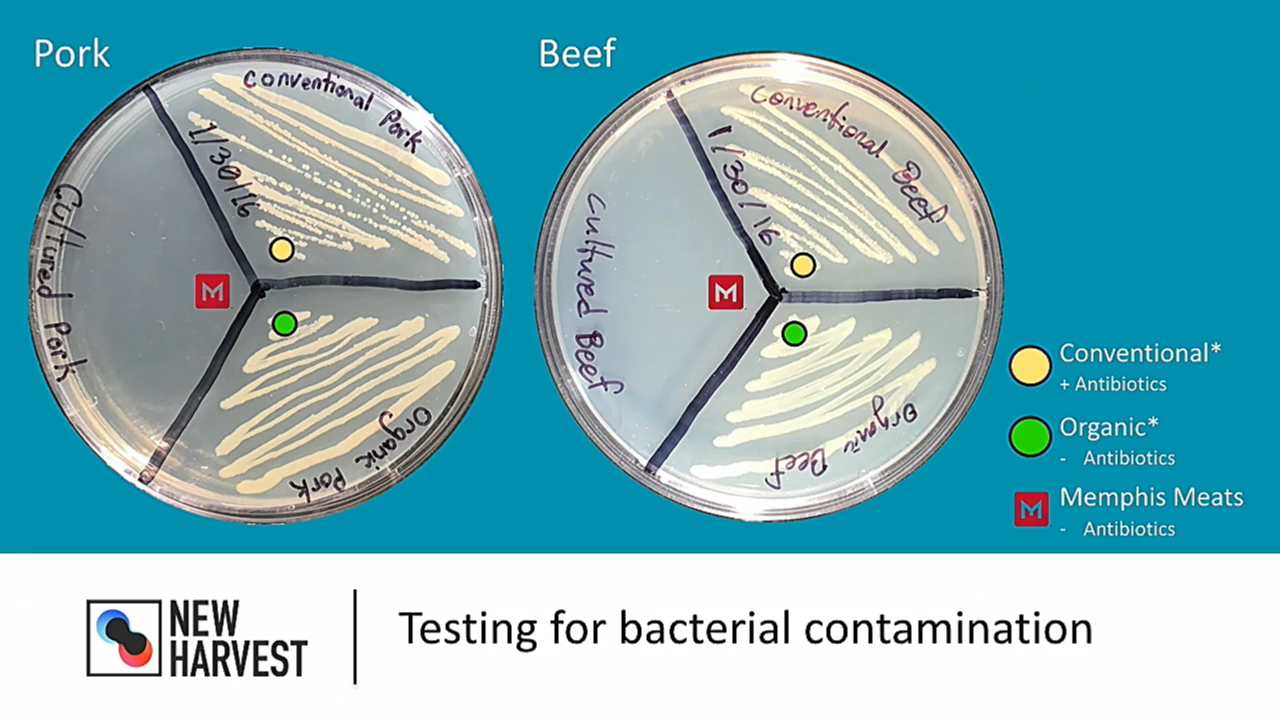 Pork
Conventional Pork
1/30/16
Cultured Pork
M
Organic Pork
Beef
Conventional Beef
1/30/16
Cultured Beef
M
Organic Beef
Conventional*
+ Antibiotics
Organic*
- Antibiotics
M
Memphis Meats
- Antibiotics
NEW
HARVEST
Testing for bacterial contamination